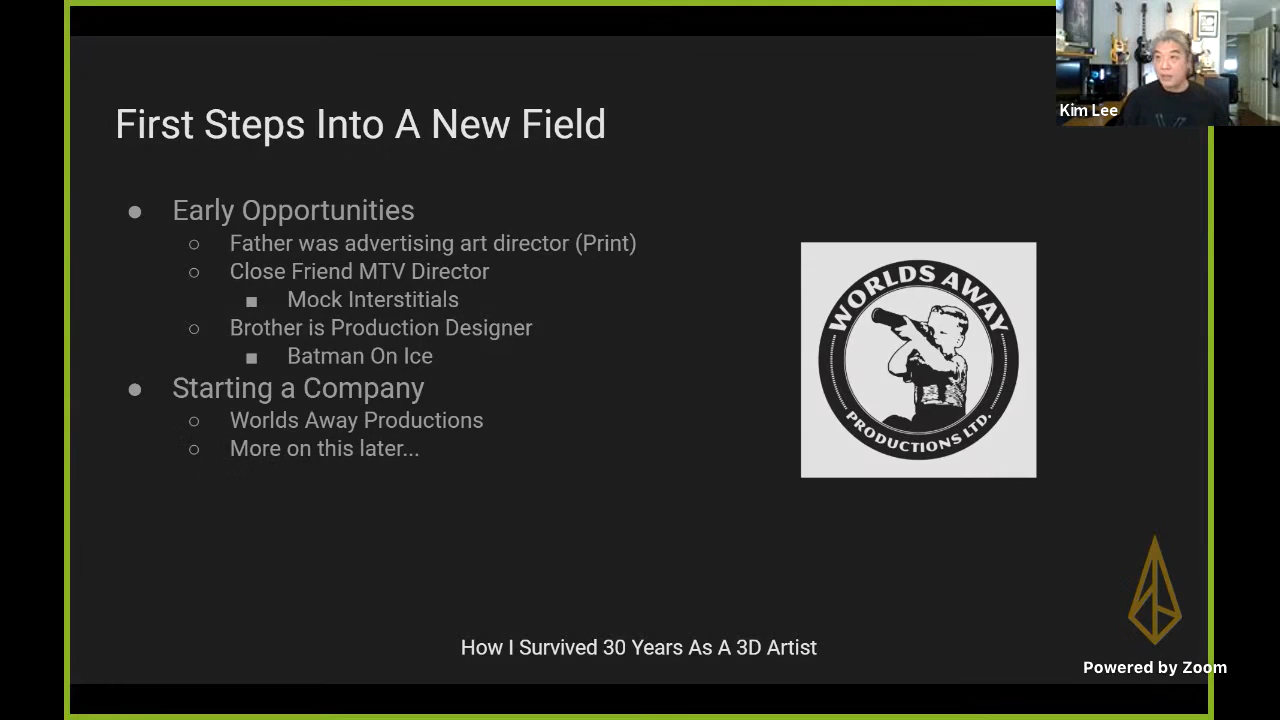 First Steps Into A New Field
Kim Lee
● Early Opportunities
○ Father was advertising art director (Print)
○ Close Friend MTV Director
■ Mock Interstitials
○ Brother is Production Designer
■ Batman On Ice
● Starting a Company
○ Worlds Away Productions
○ More on this later...
WORLDS AWAY
PRODUCTIONS LTD.
How I Survived 30 Years As A 3D Artist
Powered by Zoom